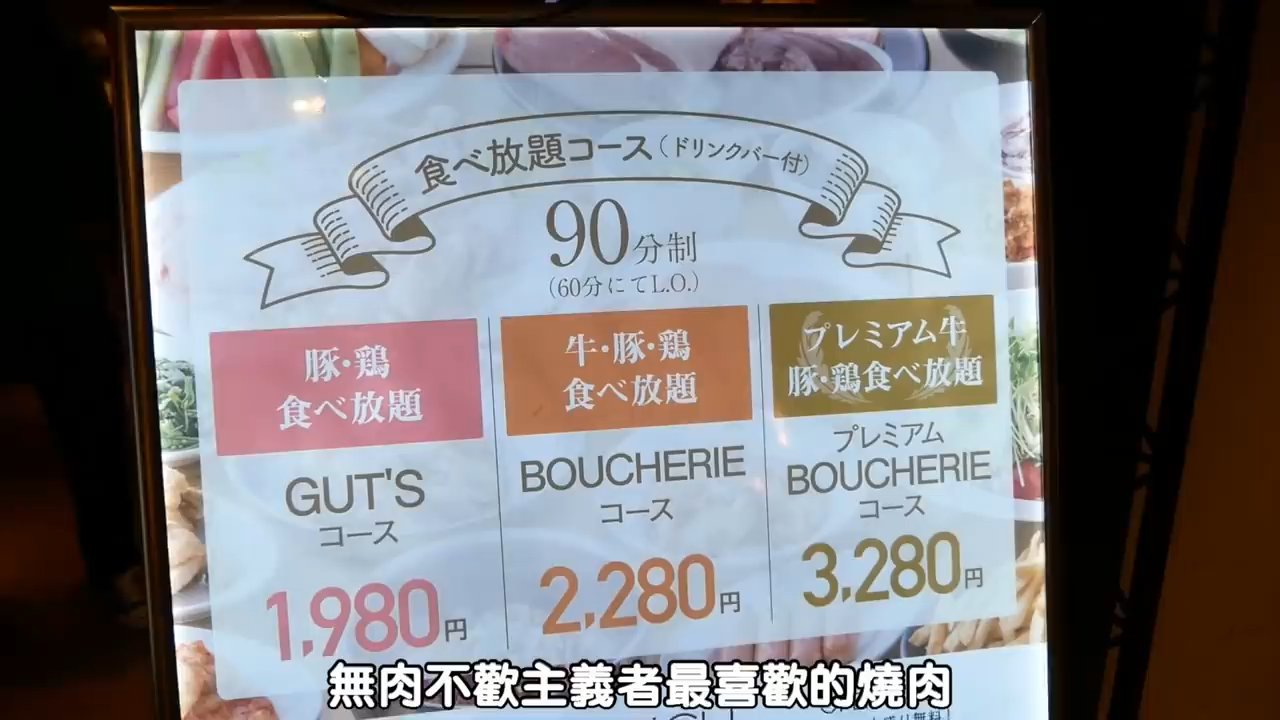 食べ放題コース（ドリンクバー付）
90分制
（60分にてL.O.）
豚・鶏
食べ放題
GUT'S
コース
1,980円
牛・豚・鶏
食べ放題
BOUCHERIE
コース
2,280円
プレミアム牛
豚・鶏食べ放題
プレミアム
BOUCHERIE
コース
3,280円
無肉不歡主義者最喜歡的燒肉